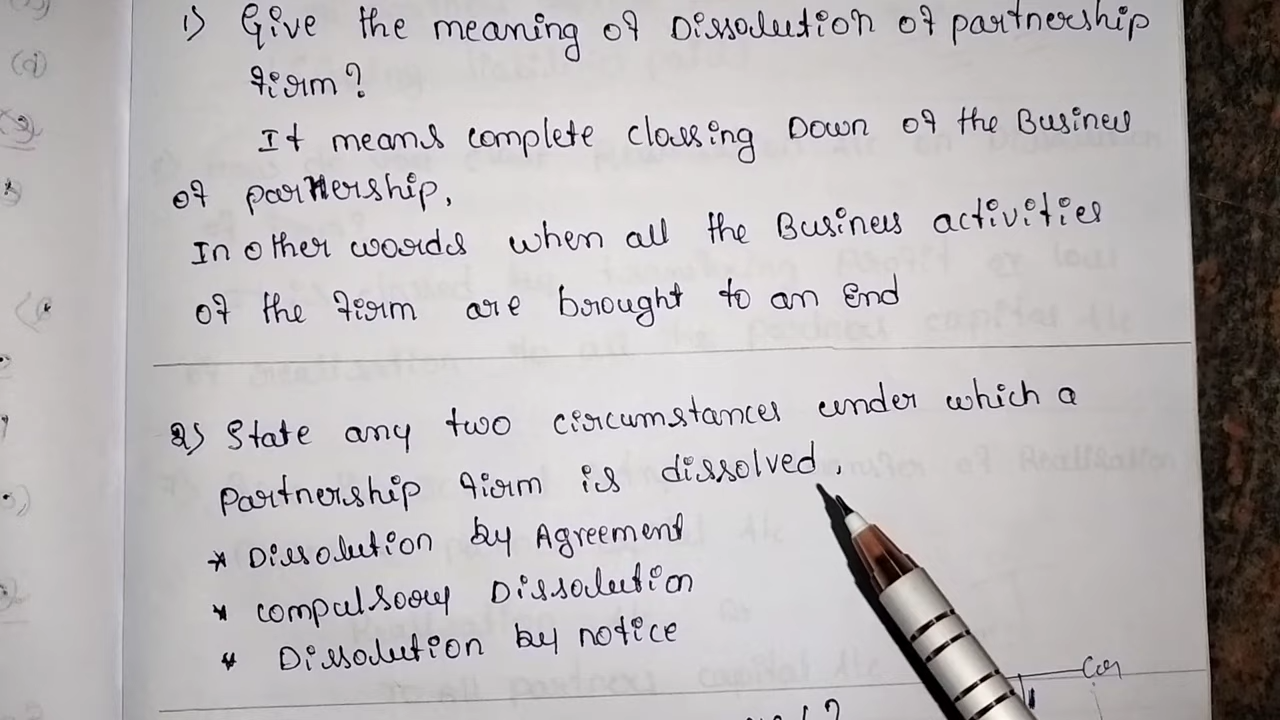 1) Give the meaning of Dissolution of partnership
firm?
It means complete clossing Down of the Business
of parnership,
In other words when all the Business activities
of the firm are brought to an End
2) State any two circumstances under which a
partnership firm is dissolved.
* Dissolution by Agreement
* compulsory Dissolution
* Dissolution by notice